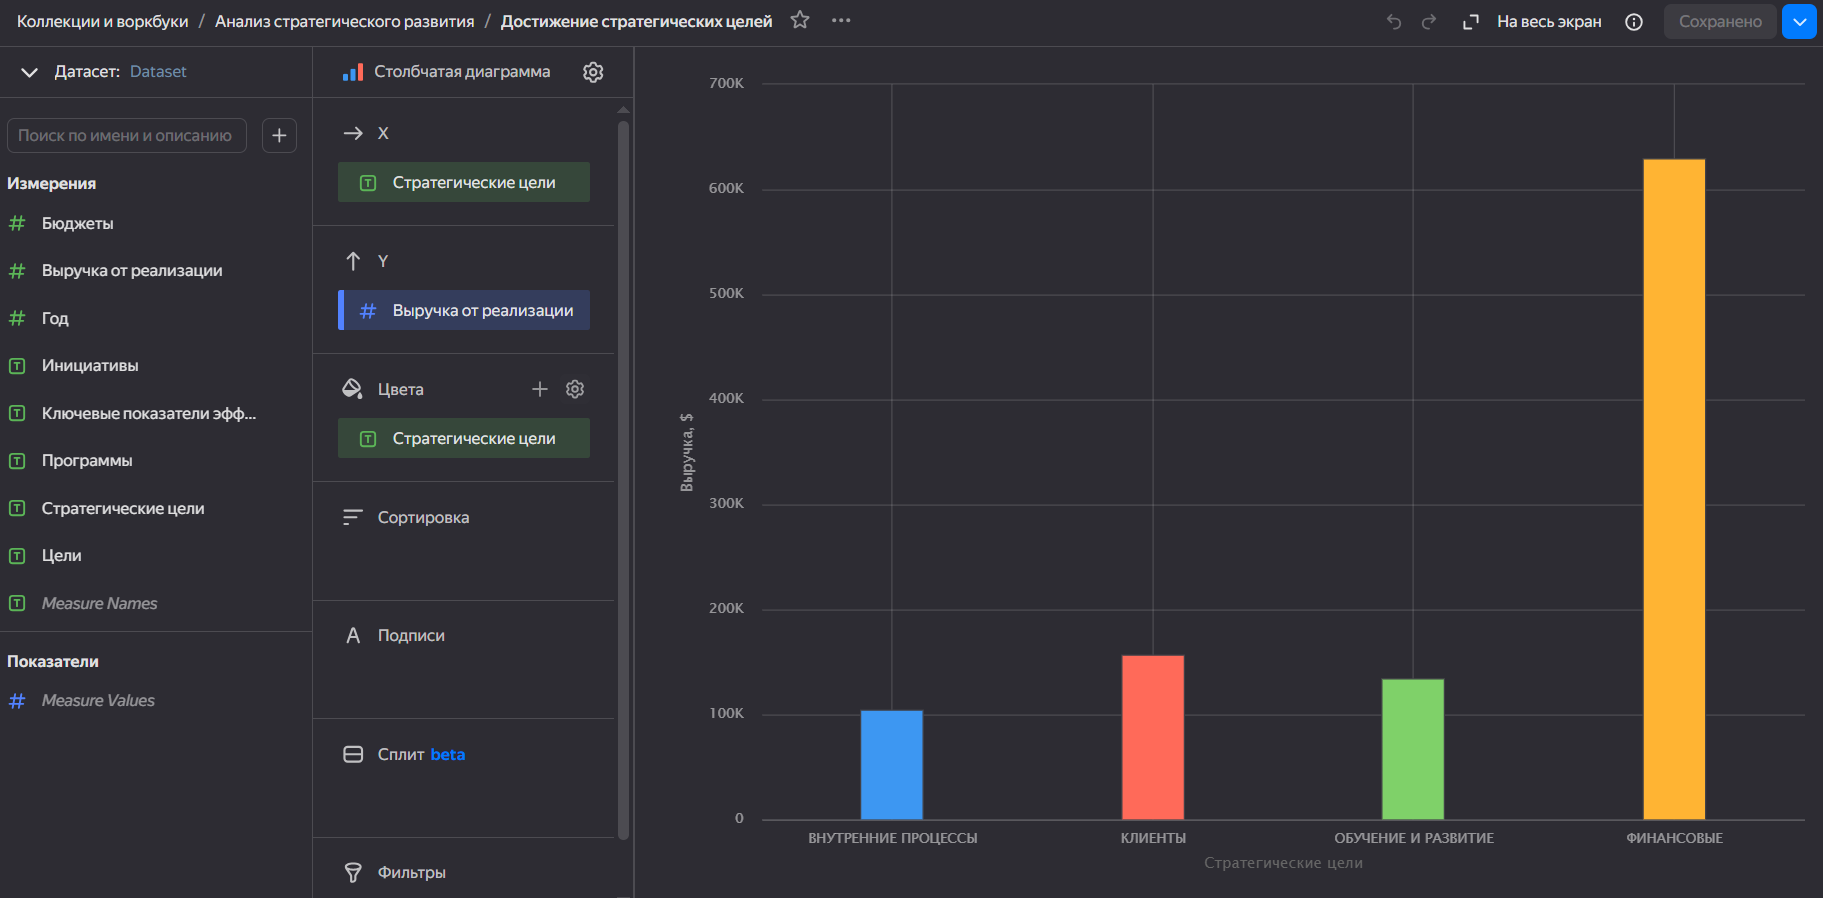 Коллекции и воркбуки / Анализ стратегического развития / Достижение стратегических целей
На весь экран
Сохранено
Датасет: Dataset
Поиск по имени и описанию
Измерения
Бюджеты
Выручка от реализации
Год
Инициативы
Ключевые показатели эфф...
Программы
Стратегические цели
Цели
Measure Names
Показатели
Measure Values
Столбчатая диаграмма
X
Стратегические цели
Y
Выручка от реализации
Цвета
Стратегические цели
Сортировка
Подписи
Сплит beta
Фильтры
Выручка, $
700K
600K
500K
400K
300K
200K
100K
0
ВНУТРЕННИЕ ПРОЦЕССЫ
КЛИЕНТЫ
ОБУЧЕНИЕ И РАЗВИТИЕ
ФИНАНСОВЫЕ
Стратегические цели